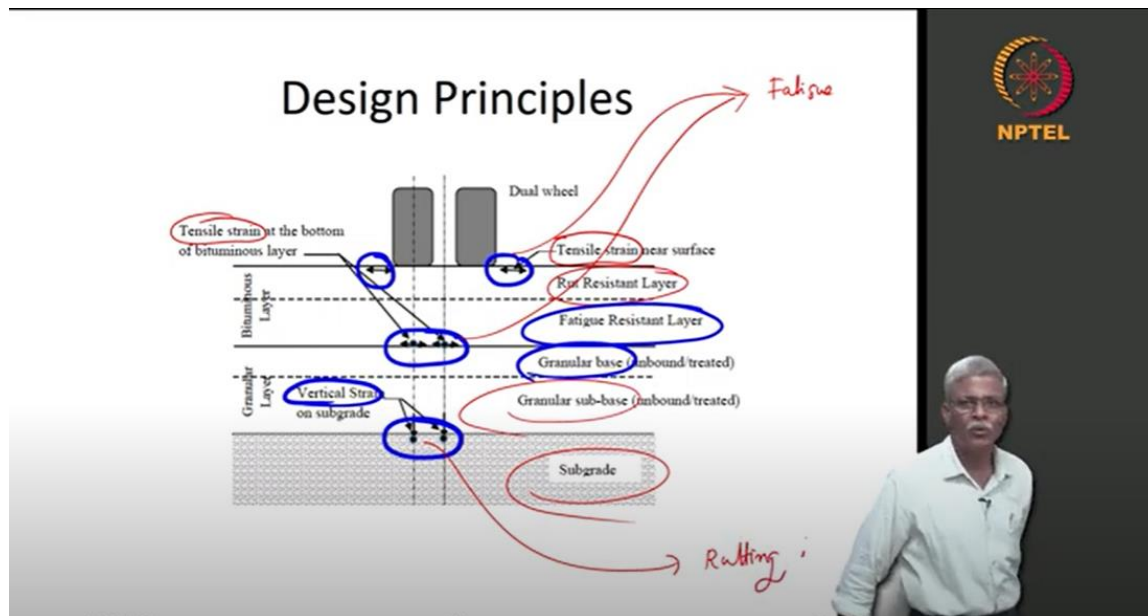 Design Principles
Fatigue
NPTEL
Dual wheel
Tensile strain at the bottom
of bituminous layer
Tensile strain near surface
Bituminous
Layer
Rut Resistant Layer
Fatigue Resistant Layer
Granular
Layer
Granular base (unbound/treated)
Vertical Strain
on subgrade
Granular sub-base (unbound/treated)
Subgrade
Rutting :